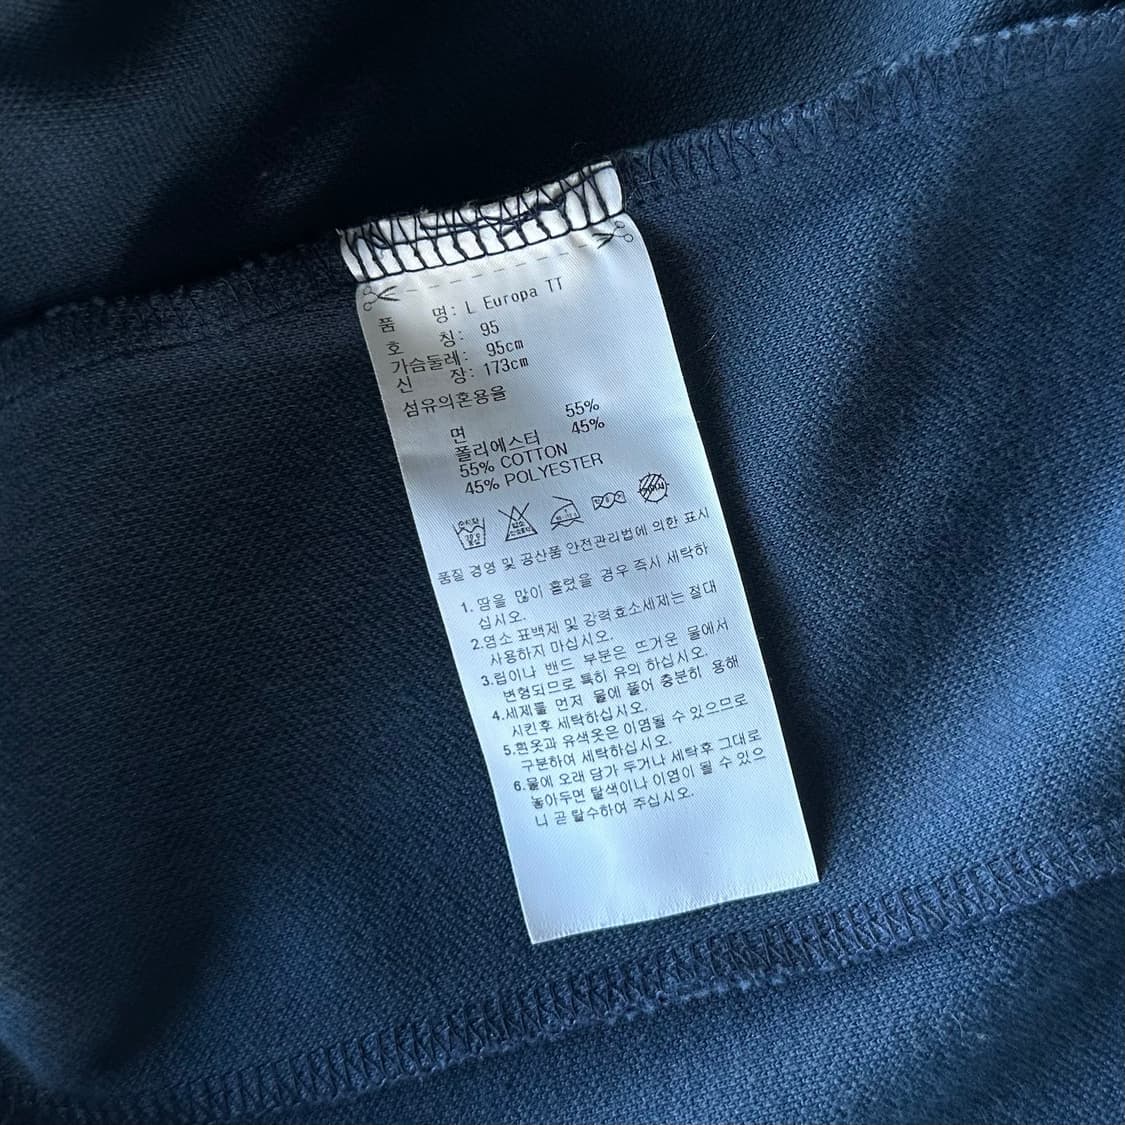 품 명: L Europa TT
호 칭: 95
가슴둘레: 95cm
신 장: 173cm
섬유의혼용율
면 55%
폴리에스터 45%
55% COTTON
45% POLYESTER
품질 경영 및 공산품 안전관리법에 의한 표시
1. 땀을 많이 흘렸을 경우 즉시 세탁하
십시오.
2.염소 표백제 및 강력효소세제는 절대
사용하지 마십시오.
3.립이나 밴드 부분은 뜨거운 물에서
변형되므로 특히 유의 하십시오.
4.세제를 먼저 물에 풀어 충분히 용해
시킨후 세탁하십시오.
5.흰옷과 유색옷은 이염될 수 있으므로
구분하여 세탁하십시오.
6.물에 오래 담가 두거나 세탁후 그대로
놓아두면 탈색이나 이염이 될 수 있으
니 곧 탈수하여 주십시오.